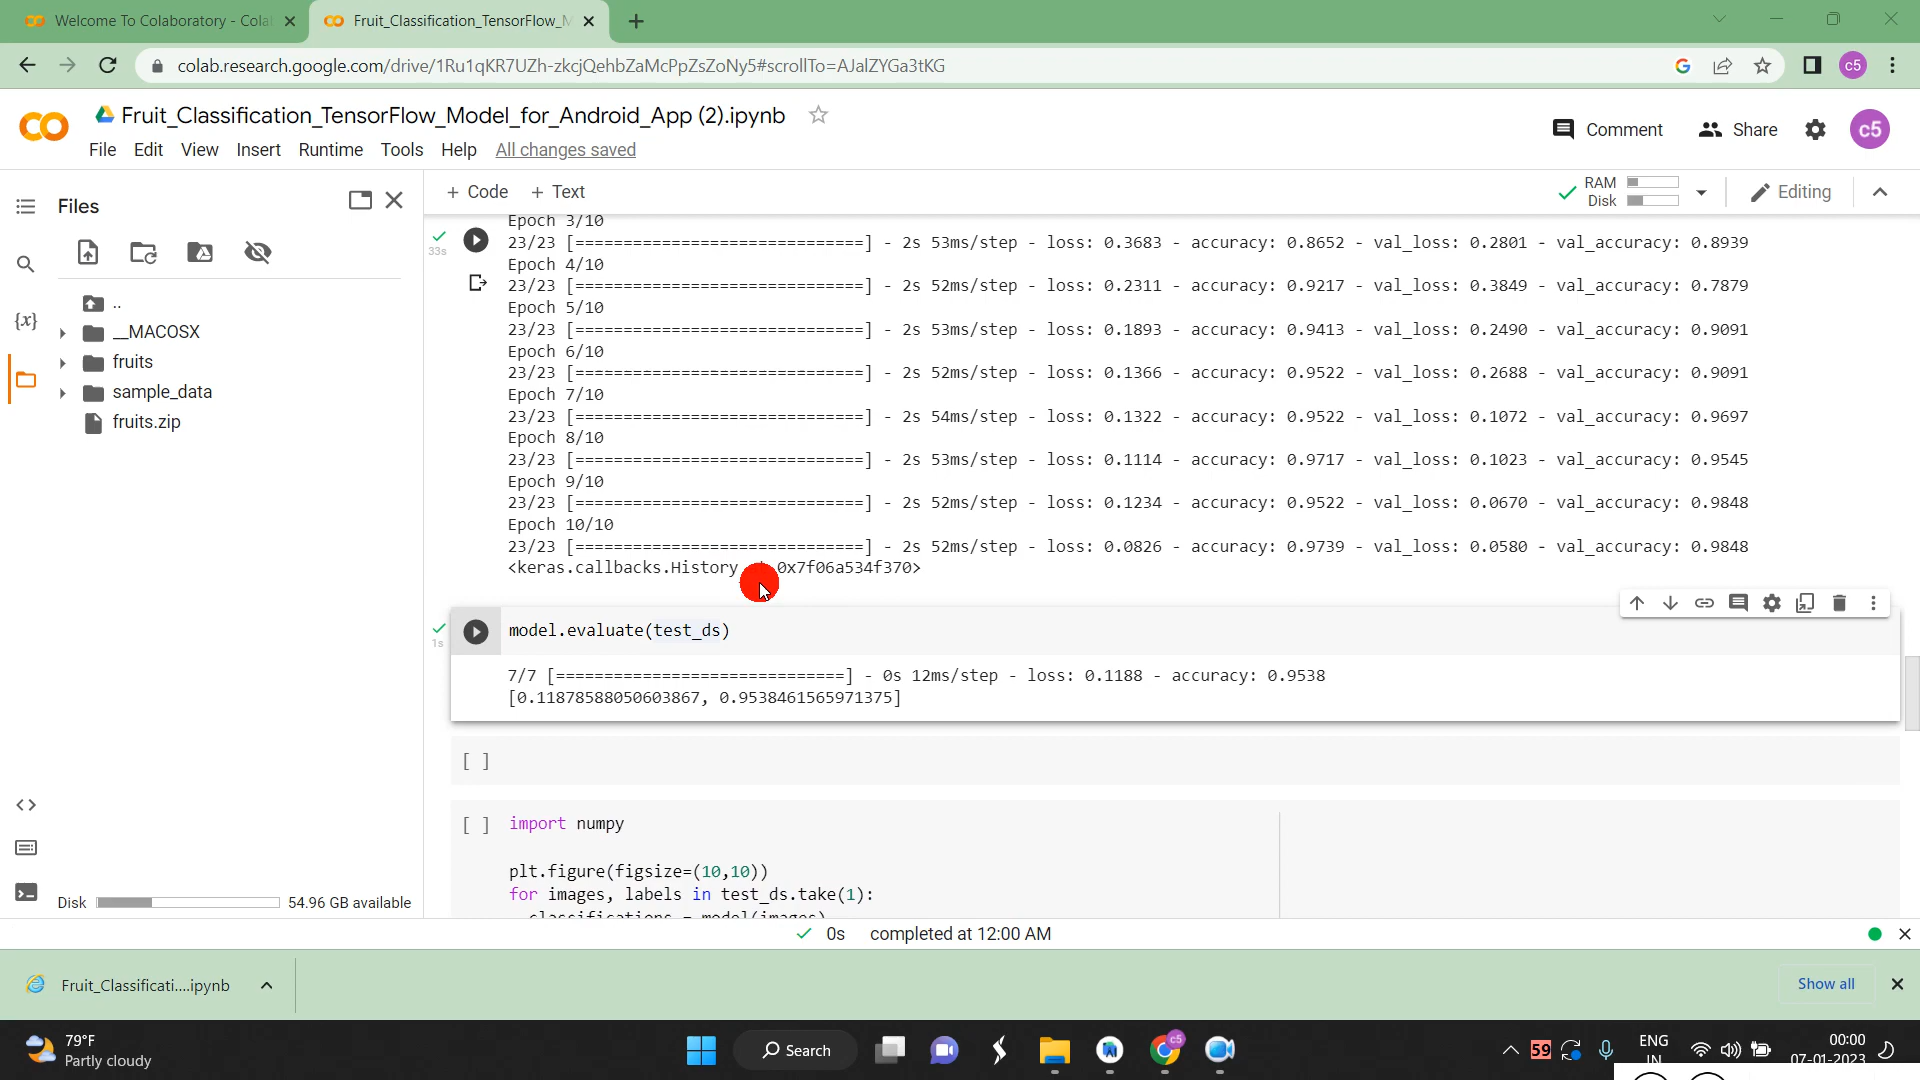 Welcome To Colaboratory - Cola
Fruit_Classification_TensorFlow_M
colab.research.google.com/drive/1Ru1qKR7UZh-zkcjQehbZaMcPpZsZoNy5#scrollTo=AJalZYGa3tKG
c5
Fruit_Classification_TensorFlow_Model_for_Android_App (2).ipynb
Comment
Share
c5
File Edit View Insert Runtime Tools Help All changes saved
Files
+ Code + Text
RAM
Disk
Editing
{x}
..
__MACOSX
fruits
sample_data
fruits.zip
33s
Epoch 3/10
23/23 [==============================] - 2s 53ms/step - loss: 0.3683 - accuracy: 0.8652 - val_loss: 0.2801 - val_accuracy: 0.8939
Epoch 4/10
23/23 [==============================] - 2s 52ms/step - loss: 0.2311 - accuracy: 0.9217 - val_loss: 0.3849 - val_accuracy: 0.7879
Epoch 5/10
23/23 [==============================] - 2s 53ms/step - loss: 0.1893 - accuracy: 0.9413 - val_loss: 0.2490 - val_accuracy: 0.9091
Epoch 6/10
23/23 [==============================] - 2s 52ms/step - loss: 0.1366 - accuracy: 0.9522 - val_loss: 0.2688 - val_accuracy: 0.9091
Epoch 7/10
23/23 [==============================] - 2s 54ms/step - loss: 0.1322 - accuracy: 0.9522 - val_loss: 0.1072 - val_accuracy: 0.9697
Epoch 8/10
23/23 [==============================] - 2s 53ms/step - loss: 0.1114 - accuracy: 0.9717 - val_loss: 0.1023 - val_accuracy: 0.9545
Epoch 9/10
23/23 [==============================] - 2s 52ms/step - loss: 0.1234 - accuracy: 0.9522 - val_loss: 0.0670 - val_accuracy: 0.9848
Epoch 10/10
23/23 [==============================] - 2s 52ms/step - loss: 0.0826 - accuracy: 0.9739 - val_loss: 0.0580 - val_accuracy: 0.9848
<keras.callbacks.History 0x7f06a534f370>
1s
model.evaluate(test_ds)
7/7 [==============================] - 0s 12ms/step - loss: 0.1188 - accuracy: 0.9538
[0.11878588050603867, 0.9538461565971375]
[ ]
[ ] import numpy
plt.figure(figsize=(10,10))
for images, labels in test_ds.take(1):
classifications = model(images)
Disk 54.96 GB available
0s completed at 12:00 AM
Fruit_Classificati....ipynb
Show all
79°F
Partly cloudy
Search
c5
59
ENG
IN
00:00
07-01-2023